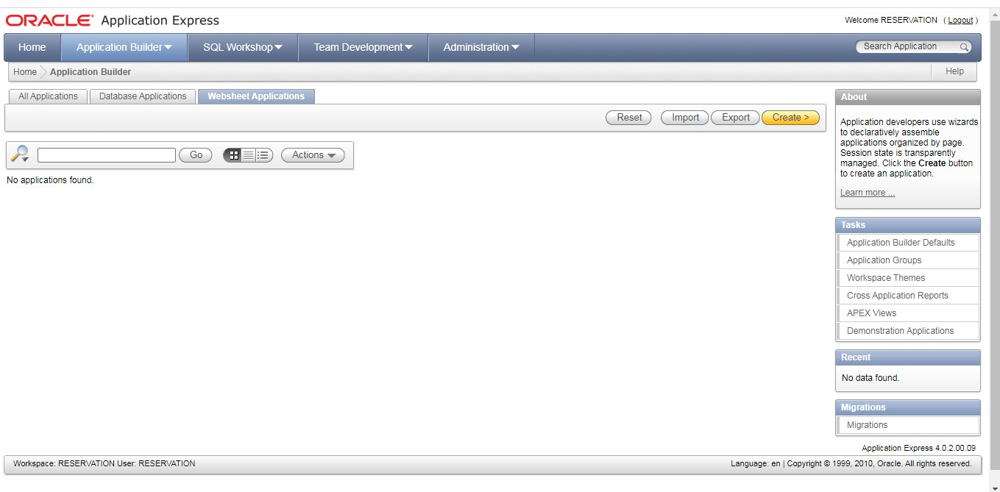 ORACLE Application Express
Welcome RESERVATION ( Logout )
Home Application Builder SQL Workshop Team Development Administration Search Application
Home Application Builder Help
All Applications Database Applications Websheet Applications
Reset Import Export Create >
Go Actions
No applications found.
About
Application developers use wizards
to declaratively assemble
applications organized by page.
Session state is transparently
managed. Click the Create button
to create an application.
Learn more ...
Tasks
Application Builder Defaults
Application Groups
Workspace Themes
Cross Application Reports
APEX Views
Demonstration Applications
Recent
No data found.
Migrations
Migrations
Application Express 4.0.2.00.09
Workspace: RESERVATION User: RESERVATION
Language: en | Copyright © 1999, 2010, Oracle. All rights reserved.